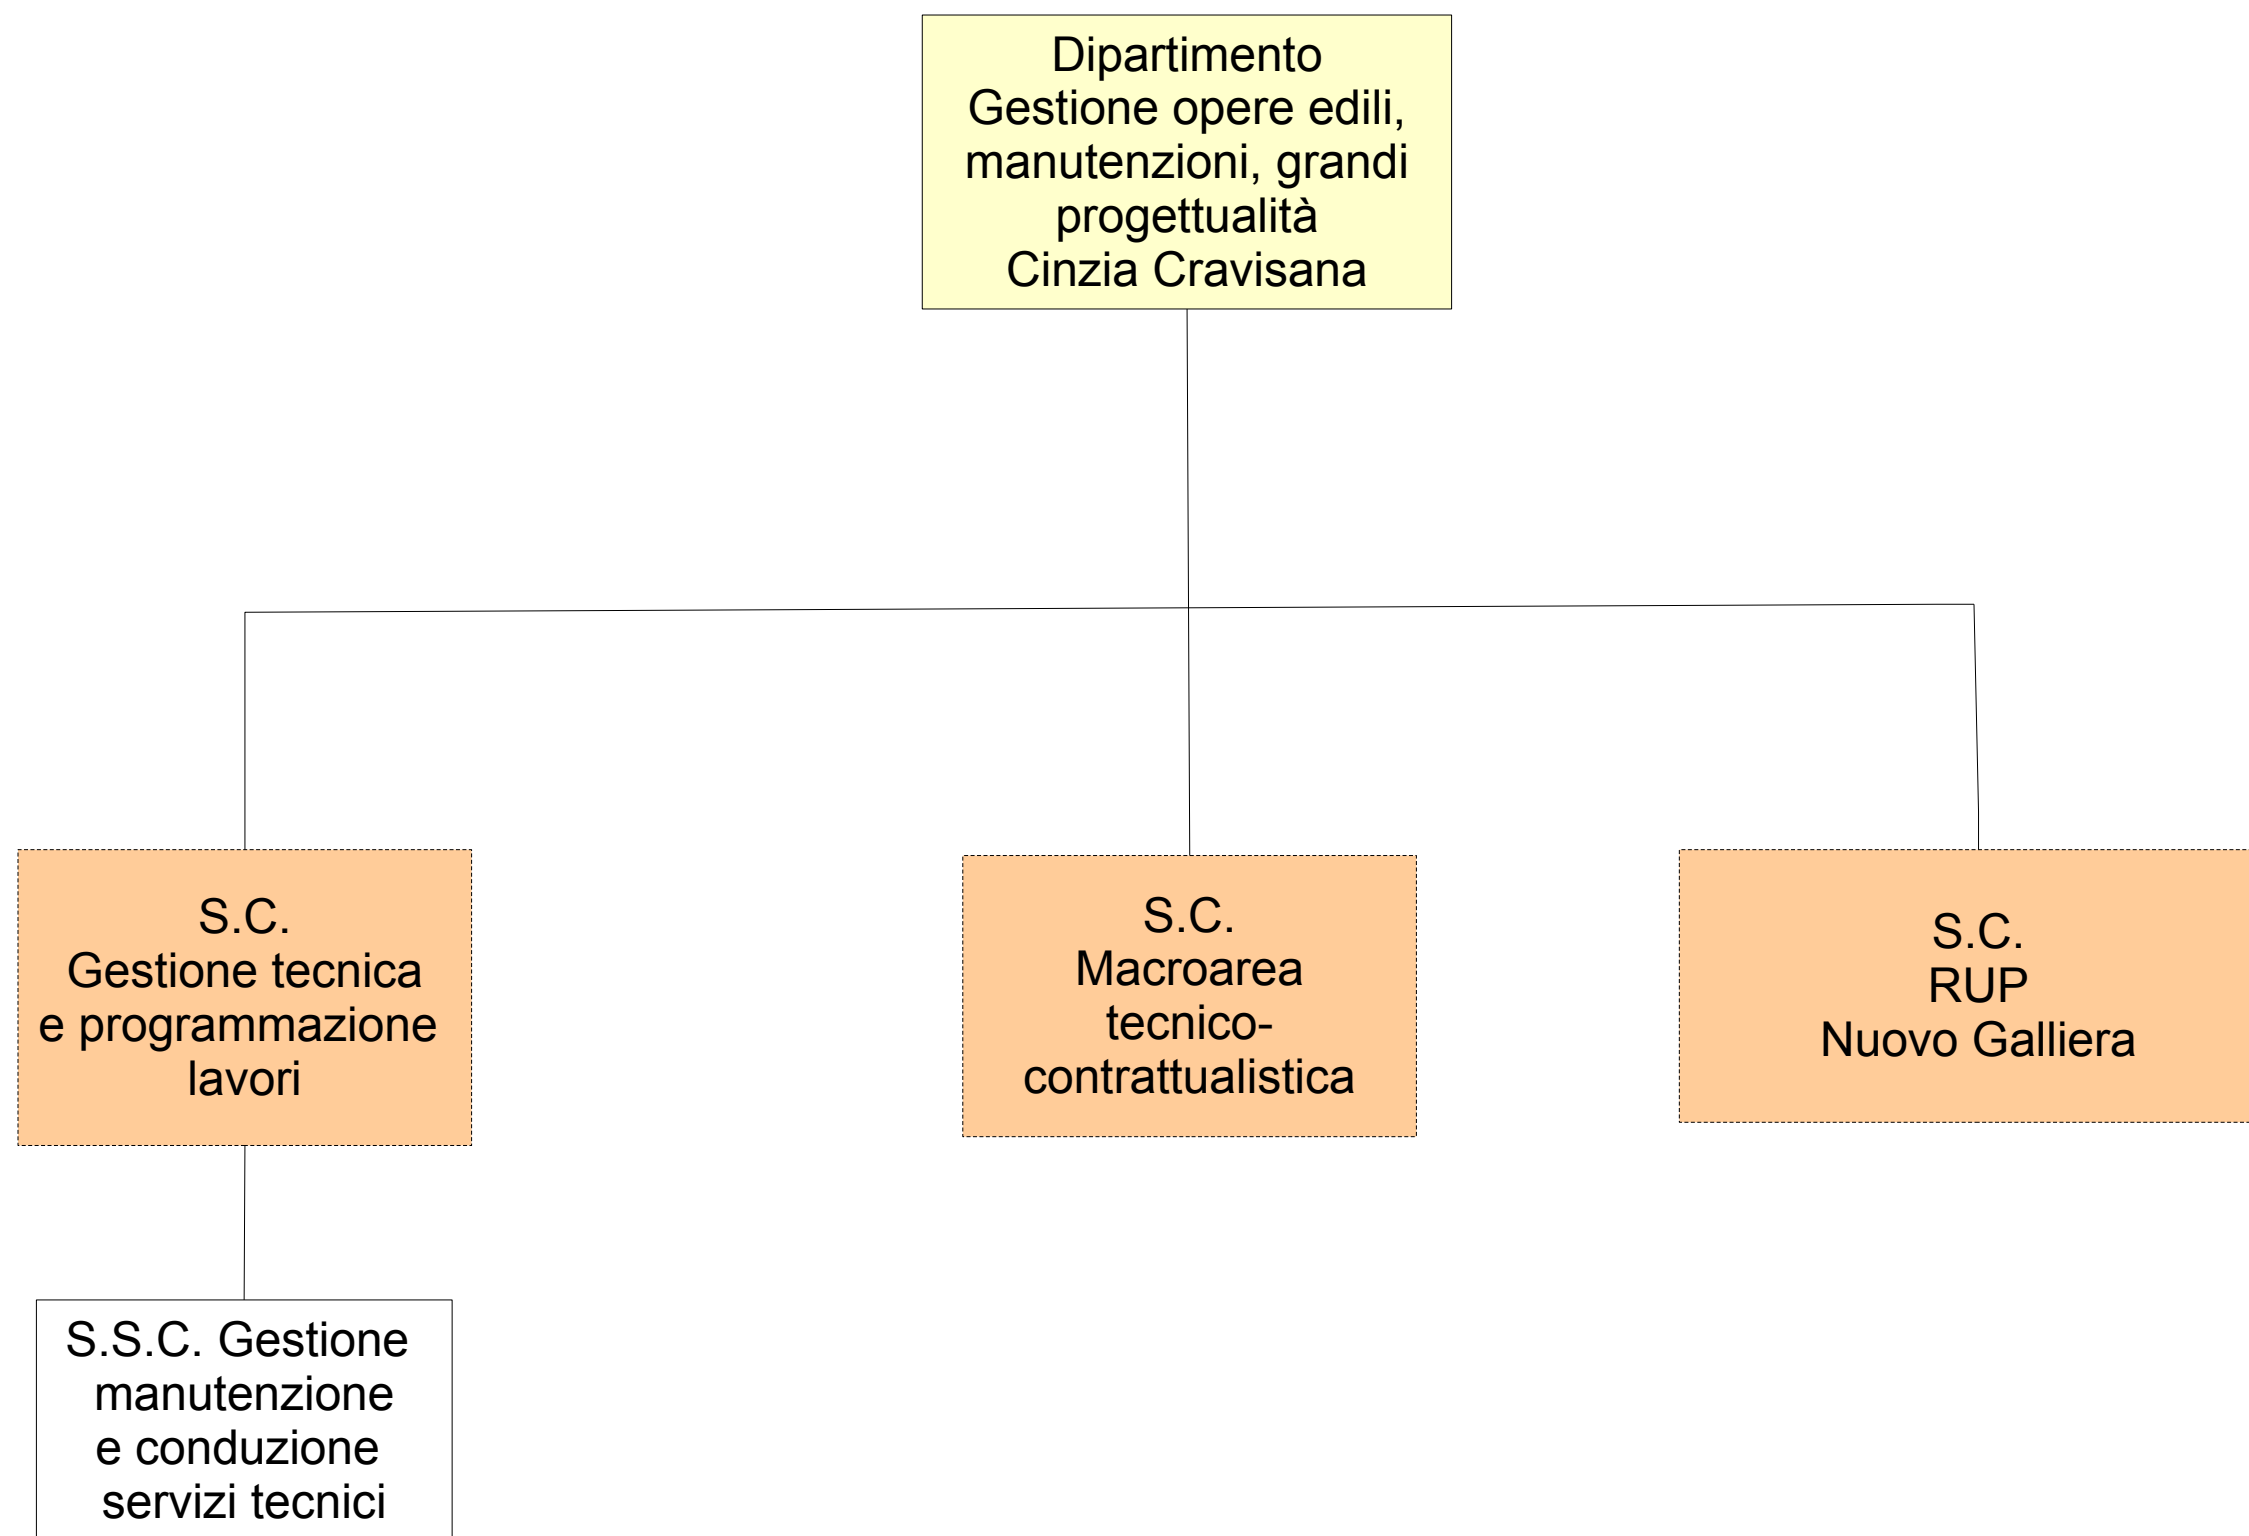 Dipartimento
Gestione opere edili,
manutenzioni, grandi
progettualità
Cinzia Cravisana
S.C.
Gestione tecnica
e programmazione
lavori
S.C.
Macroarea
tecnico-
contrattualistica
S.C.
RUP
Nuovo Galliera
S.S.C. Gestione
manutenzione
e conduzione
servizi tecnici